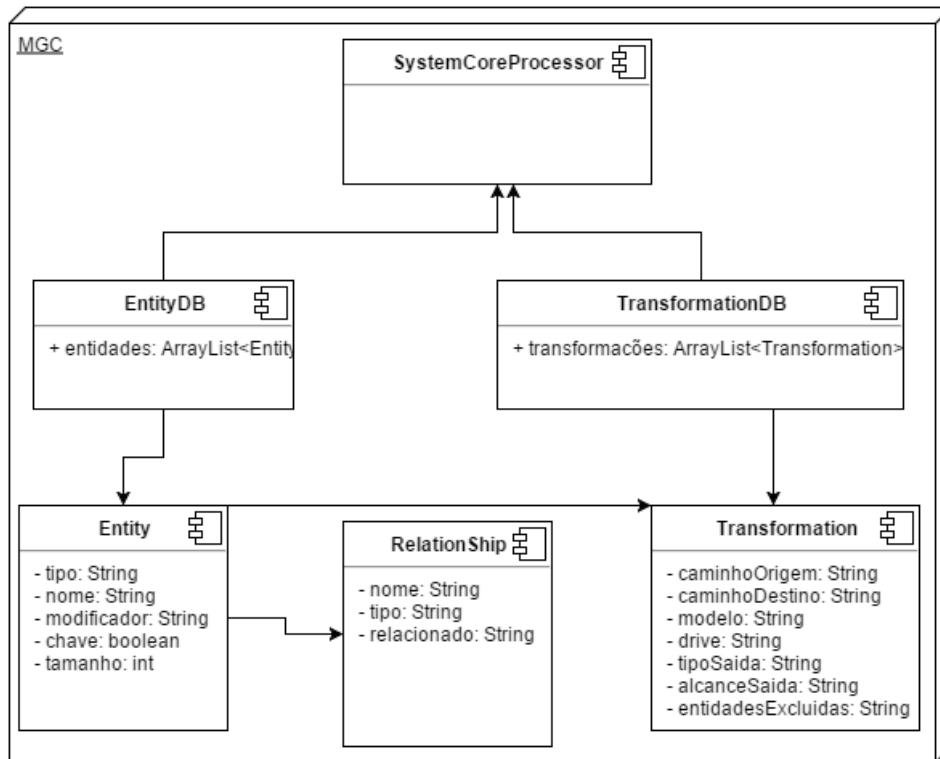 MGC
SystemCoreProcessor
EntityDB
+ entidades: ArrayList<Entity
TransformationDB
+ transformacões: ArrayList<Transformation>
Entity
- tipo: String
- nome: String
- modificador: String
- chave: boolean
- tamanho: int
RelationShip
- nome: String
- tipo: String
- relacionado: String
Transformation
- caminhoOrigem: String
- caminhoDestino: String
- modelo: String
- drive: String
- tipoSaida: String
- alcanceSaida: String
- entidadesExcluidas: String